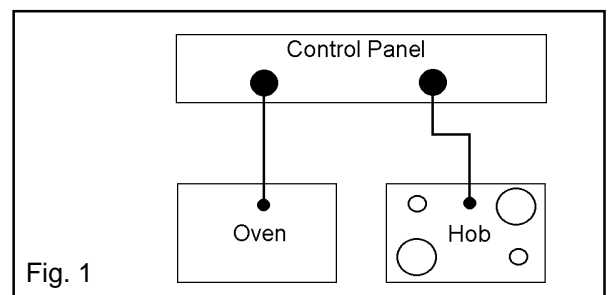 Control Panel
Oven
Hob
Fig. 1